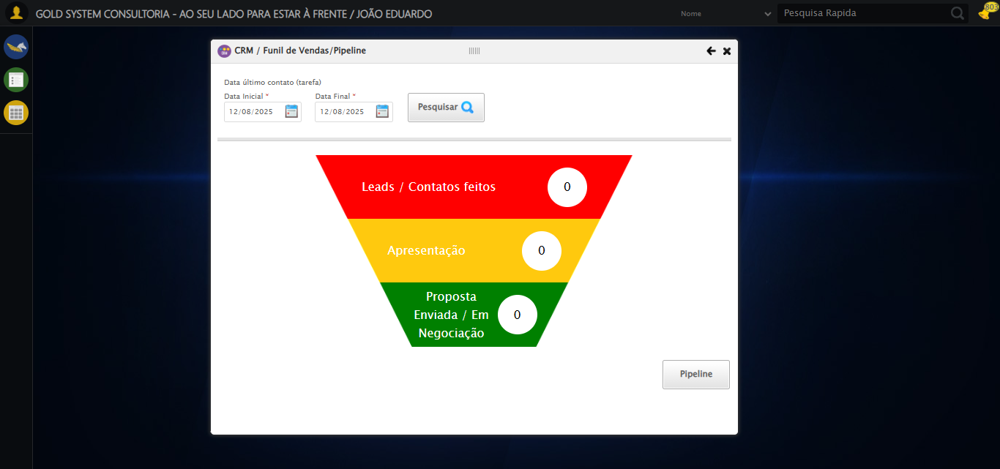 GOLD SYSTEM CONSULTORIA - AO SEU LADO PARA ESTAR À FRENTE / JOÃO EDUARDO
Nome
Pesquisa Rapida
803
CRM / Funil de Vendas/Pipeline
Data último contato (tarefa)
Data Inicial *
Data Final *
12/08/2025
12/08/2025
Pesquisar
Leads / Contatos feitos
0
Apresentação
0
Proposta
Enviada / Em
Negociação
0
Pipeline